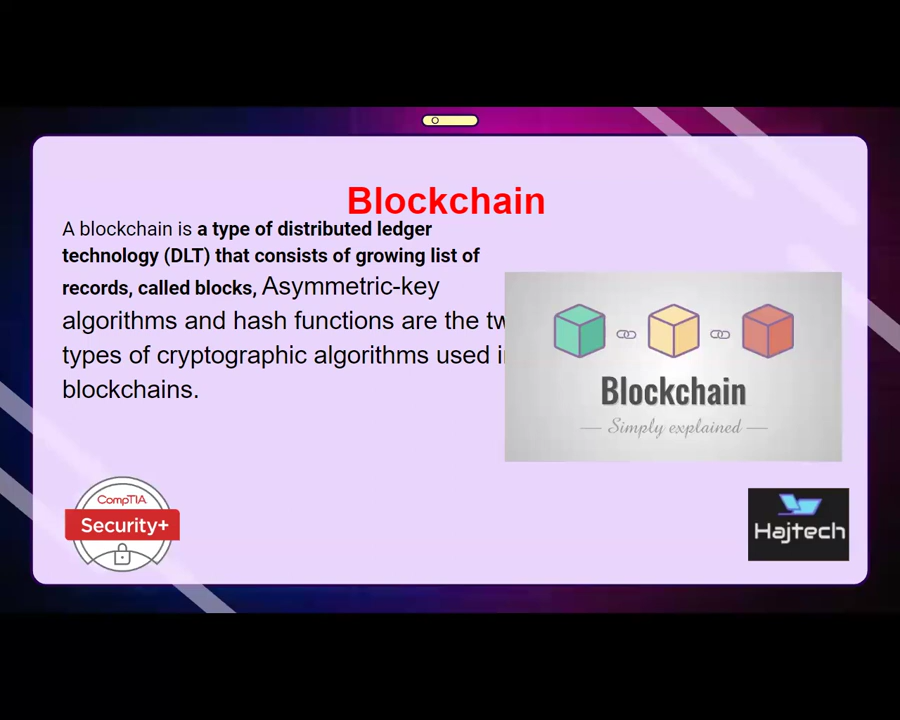 Blockchain
A blockchain is a type of distributed ledger
technology (DLT) that consists of growing list of
records, called blocks, Asymmetric-key
algorithms and hash functions are the
types of cryptographic algorithms used
blockchains.
Blockchain
Simply explained
CompTIA
Security+
Hajtech